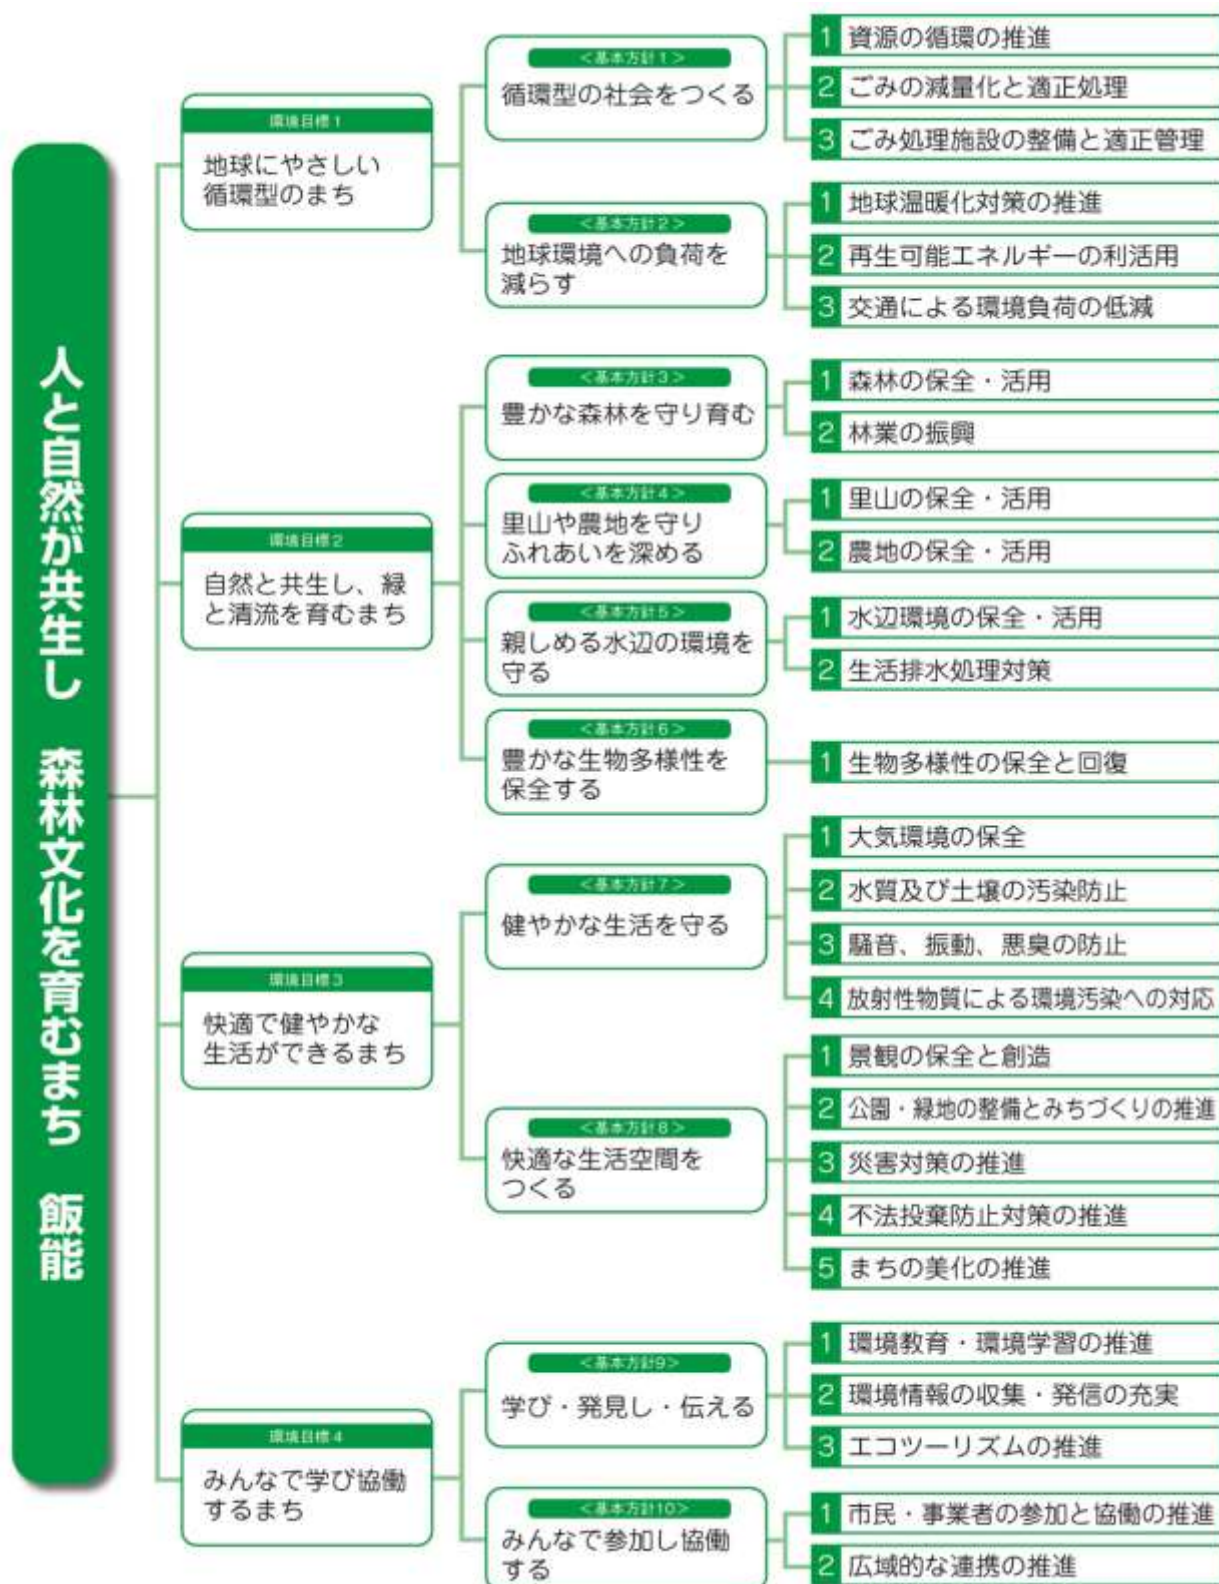 人と自然が共生し 森林文化を育むまち 飯能
環境目標1
地球にやさしい
循環型のまち
<基本方針1>
循環型の社会をつくる
1 資源の循環の推進
2 ごみの減量化と適正処理
3 ごみ処理施設の整備と適正管理
<基本方針2>
地球環境への負荷を
減らす
1 地球温暖化対策の推進
2 再生可能エネルギーの利活用
3 交通による環境負荷の低減
環境目標2
自然と共生し、緑
と清流を育むまち
<基本方針3>
豊かな森林を守り育む
1 森林の保全・活用
2 林業の振興
<基本方針4>
里山や農地を守り
ふれあいを深める
1 里山の保全・活用
2 農地の保全・活用
<基本方針5>
親しめる水辺の環境を
守る
1 水辺環境の保全・活用
2 生活排水処理対策
<基本方針6>
豊かな生物多様性を
保全する
1 生物多様性の保全と回復
環境目標3
快適で健やかな
生活ができるまち
<基本方針7>
健やかな生活を守る
1 大気環境の保全
2 水質及び土壌の汚染防止
3 騒音、振動、悪臭の防止
4 放射性物質による環境汚染への対応
<基本方針8>
快適な生活空間を
つくる
1 景観の保全と創造
2 公園・緑地の整備とみちづくりの推進
3 災害対策の推進
4 不法投棄防止対策の推進
5 まちの美化の推進
環境目標4
みんなで学び協働
するまち
<基本方針9>
学び・発見し・伝える
1 環境教育・環境学習の推進
2 環境情報の収集・発信の充実
3 エコツーリズムの推進
<基本方針10>
みんなで参加し協働
する
1 市民・事業者の参加と協働の推進
2 広域的な連携の推進